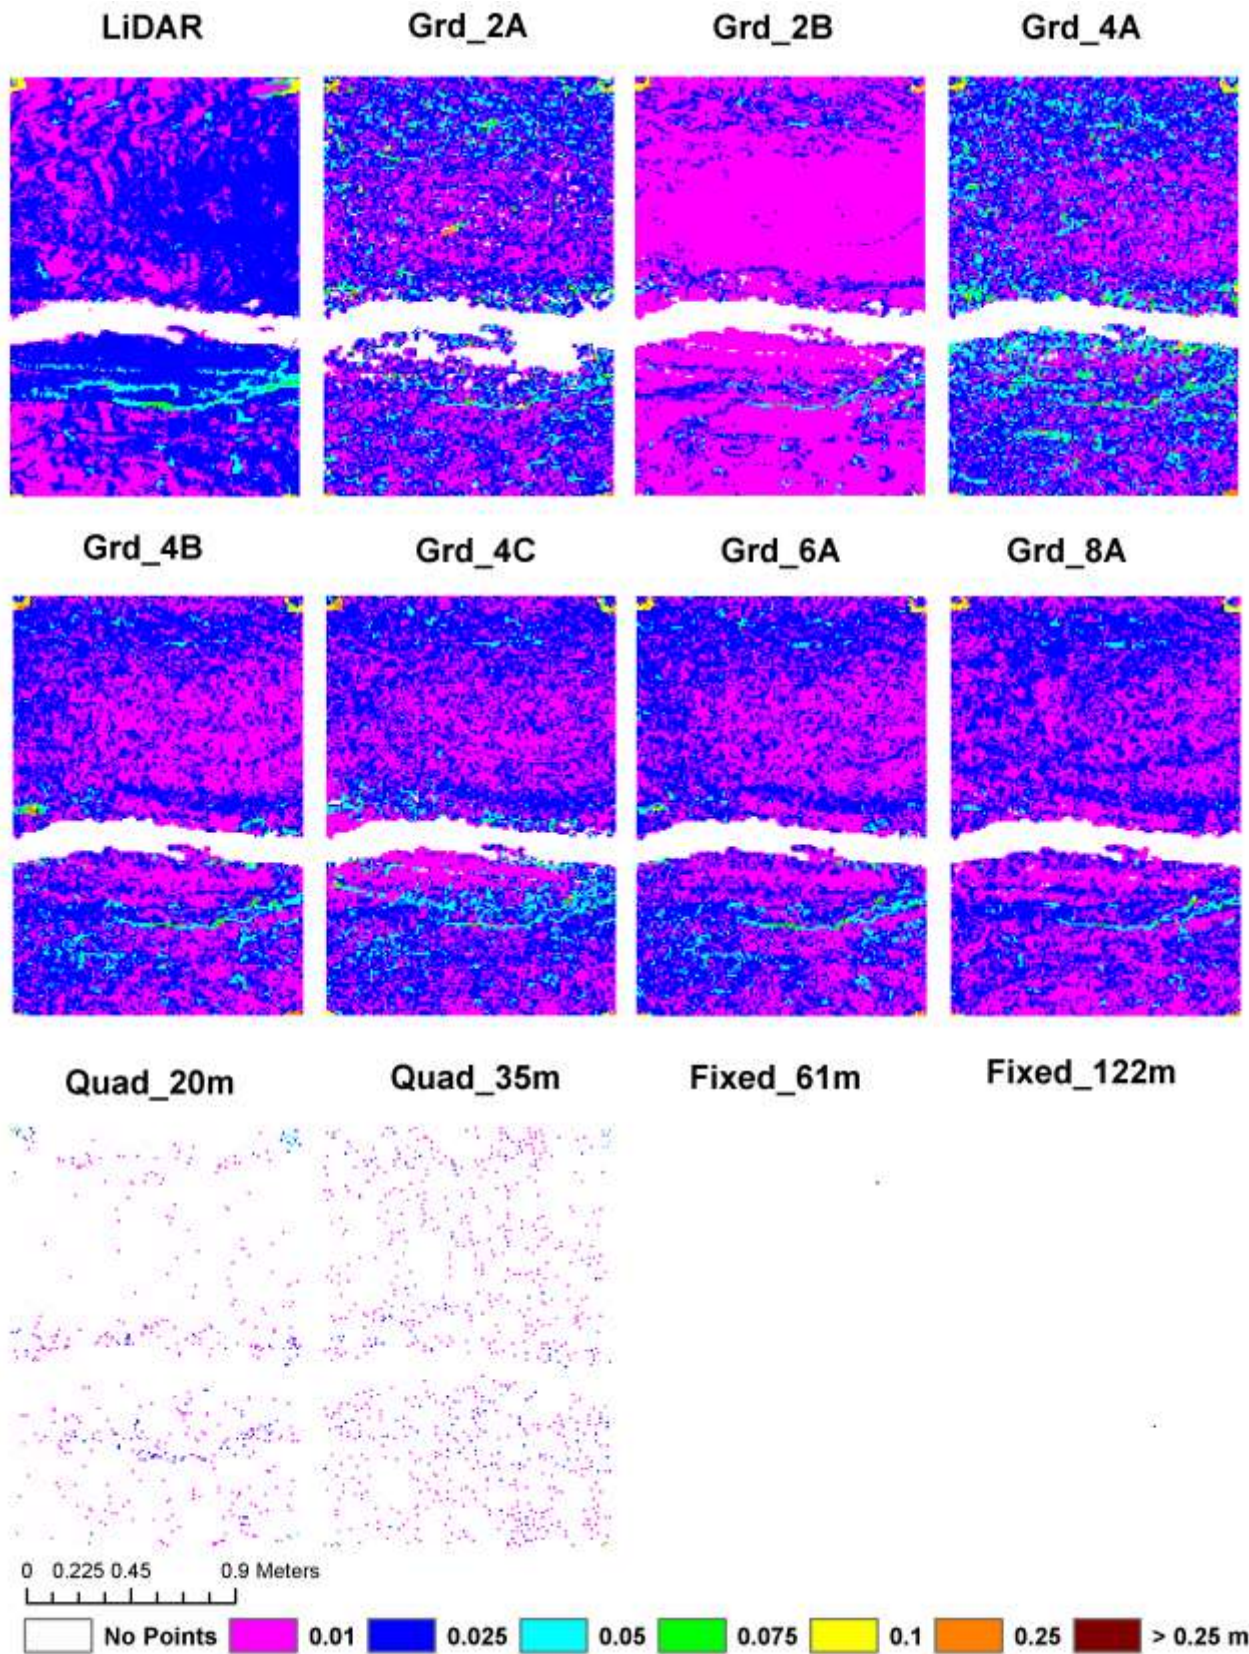 LiDAR Grd_2A Grd_2B Grd_4A
Grd_4B Grd_4C Grd_6A Grd_8A
Quad_20m Quad_35m Fixed_61m Fixed_122m
0 0.225 0.45 0.9 Meters
No Points 0.01 0.025 0.05 0.075 0.1 0.25 > 0.25 m